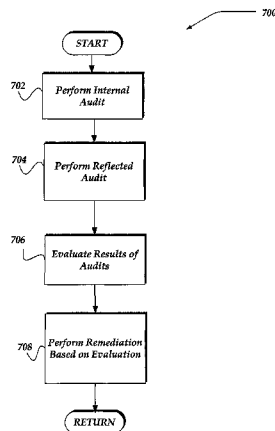 700
START
702
Perform Internal
Audit
704
Perform Reflected
Audit
706
Evaluate Results of
Audits
708
Perform Remediation
Based on Evaluation
RETURN